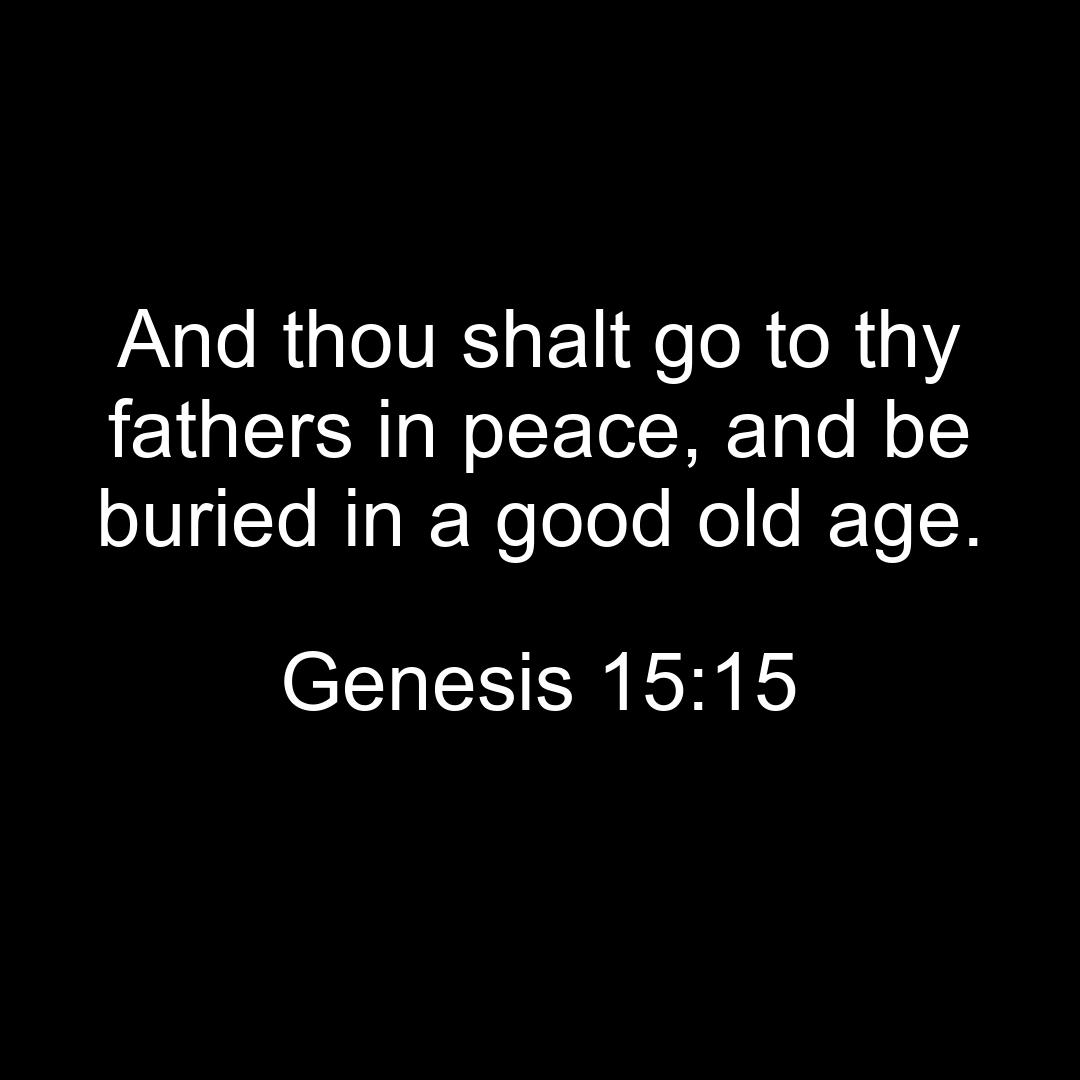 And thou shalt go to thy
fathers in peace, and be
buried in a good old age.
Genesis 15:15